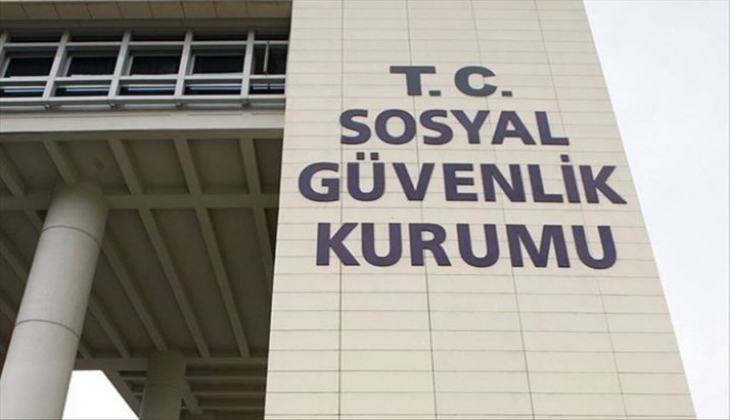 T. C.
SOSYAL
GÜVENLİK
KURUMU